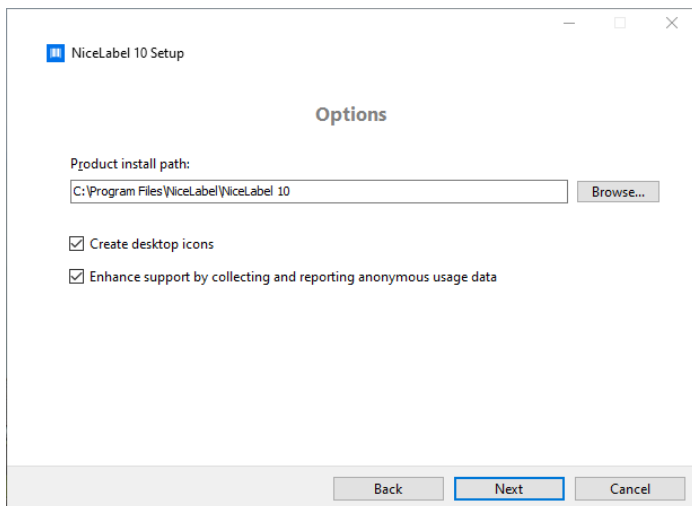 NiceLabel 10 Setup
Options
Product install path:
C:\Program Files\NiceLabel\NiceLabel 10
Browse...
Create desktop icons
Enhance support by collecting and reporting anonymous usage data
Back
Next
Cancel